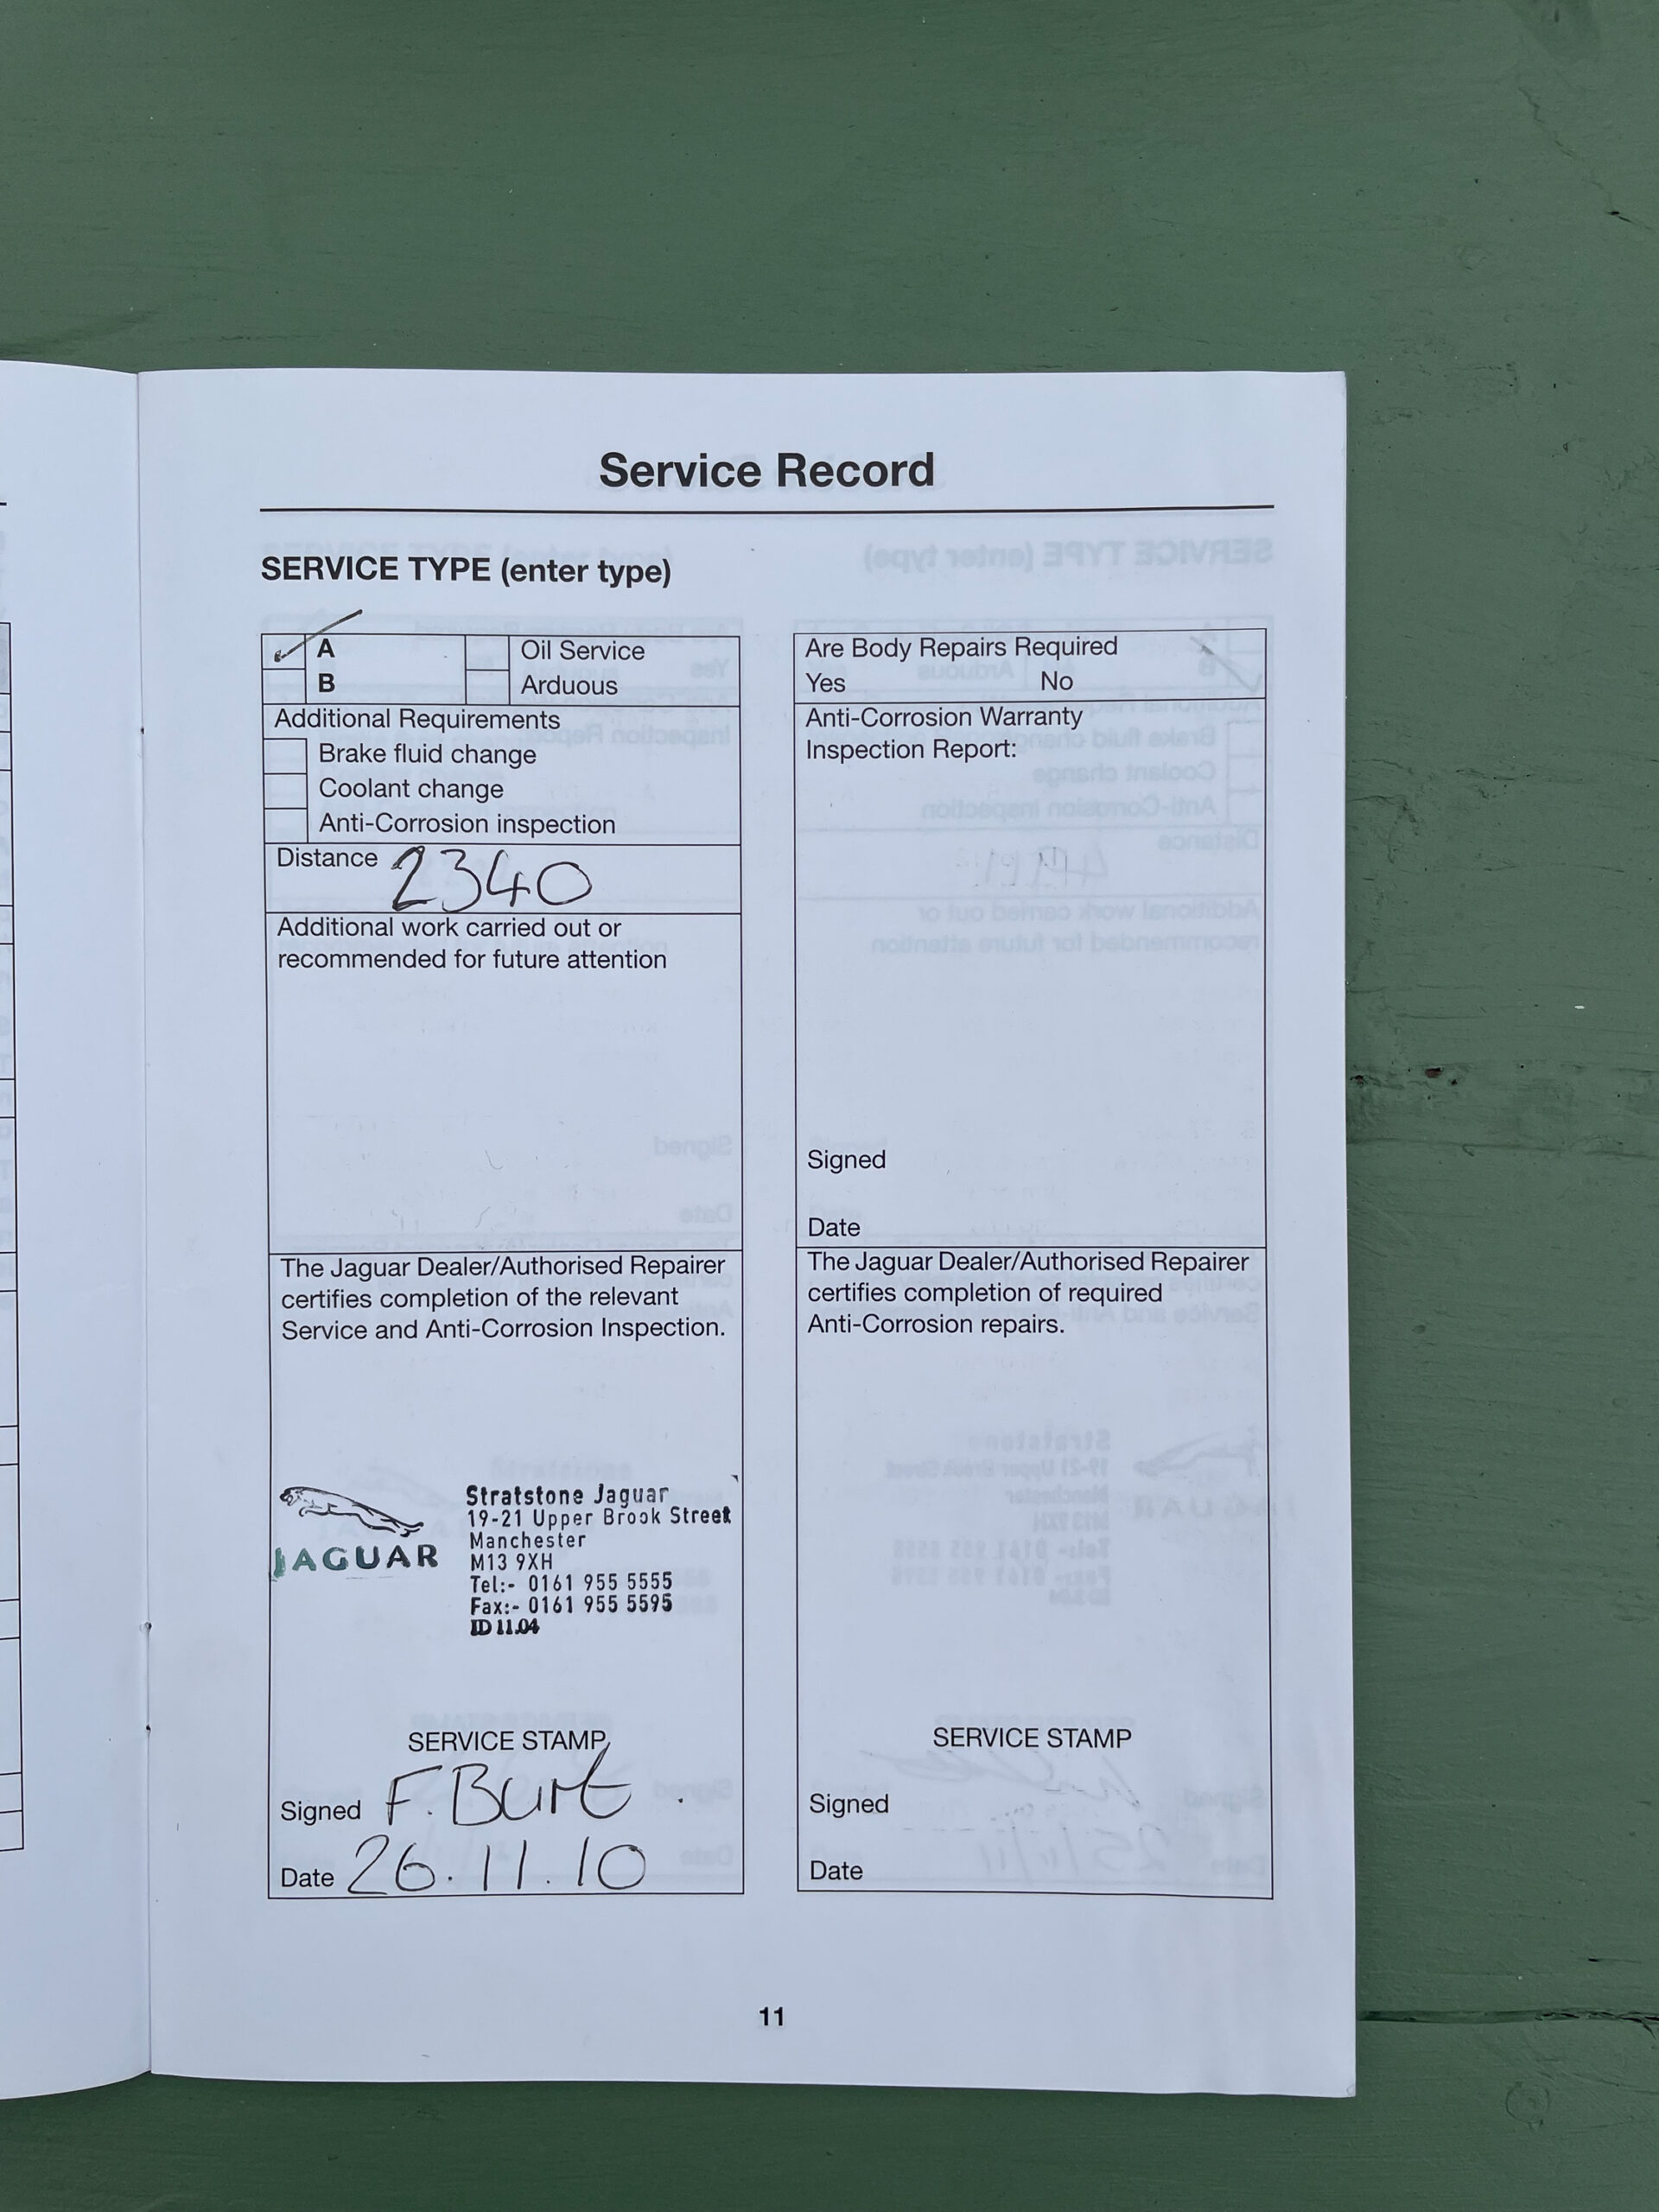 Service Record
SERVICE TYPE (enter type)
A
Oil Service
B
Arduous
Additional Requirements
Brake fluid change
Coolant change
Anti-Corrosion inspection
Distance 2340
Additional work carried out or
recommended for future attention
The Jaguar Dealer/Authorised Repairer
certifies completion of the relevant
Service and Anti-Corrosion Inspection.
JAGUAR
Stratstone Jaguar
19-21 Upper Brook Street
Manchester
M13 9XH
Tel:- 0161 955 5555
Fax:- 0161 955 5595
ID 11.04
SERVICE STAMP
Signed F. Burt.
Date 26.11.10
Are Body Repairs Required
Yes No
Anti-Corrosion Warranty
Inspection Report:
Signed
Date
The Jaguar Dealer/Authorised Repairer
certifies completion of required
Anti-Corrosion repairs.
SERVICE STAMP
Signed
Date
11